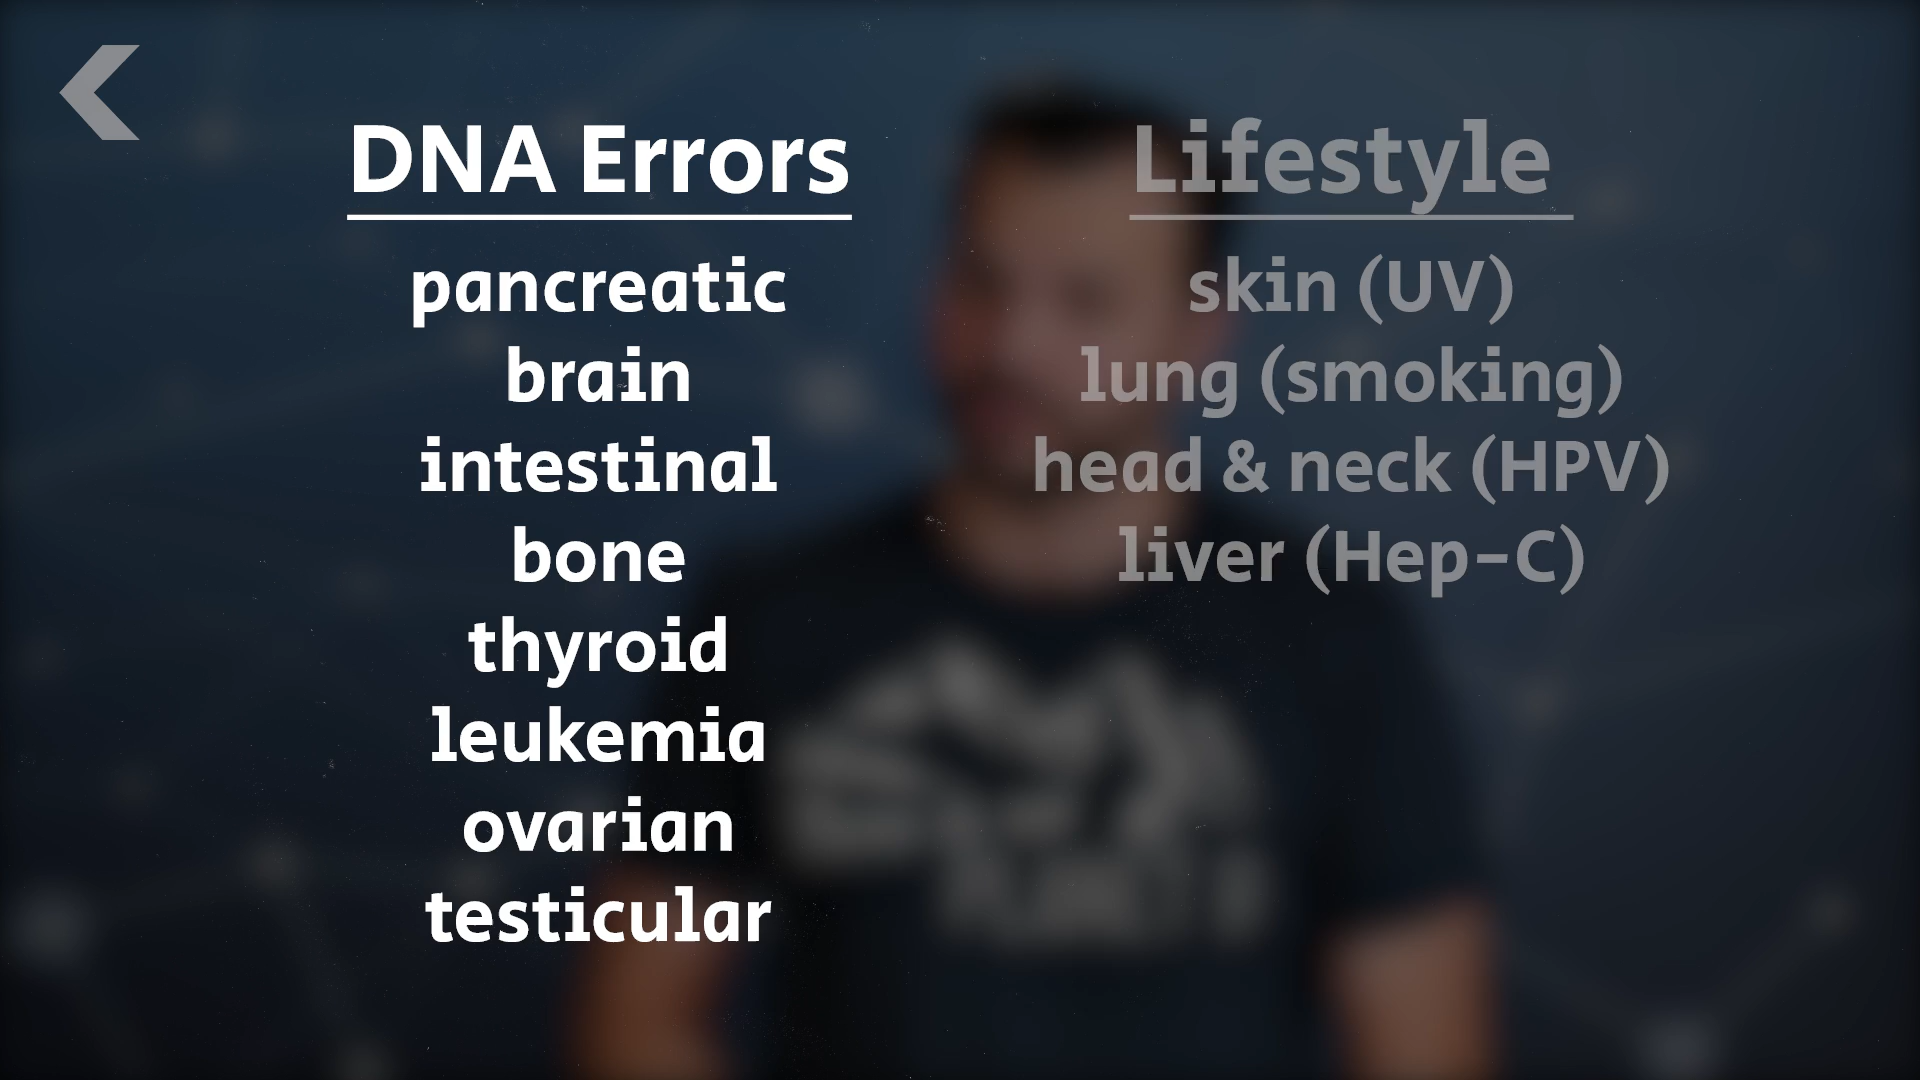 DNA Errors
pancreatic
brain
intestinal
bone
thyroid
leukemia
ovarian
testicular
Lifestyle
skin (UV)
lung (smoking)
head & neck (HPV)
liver (Hep-C)